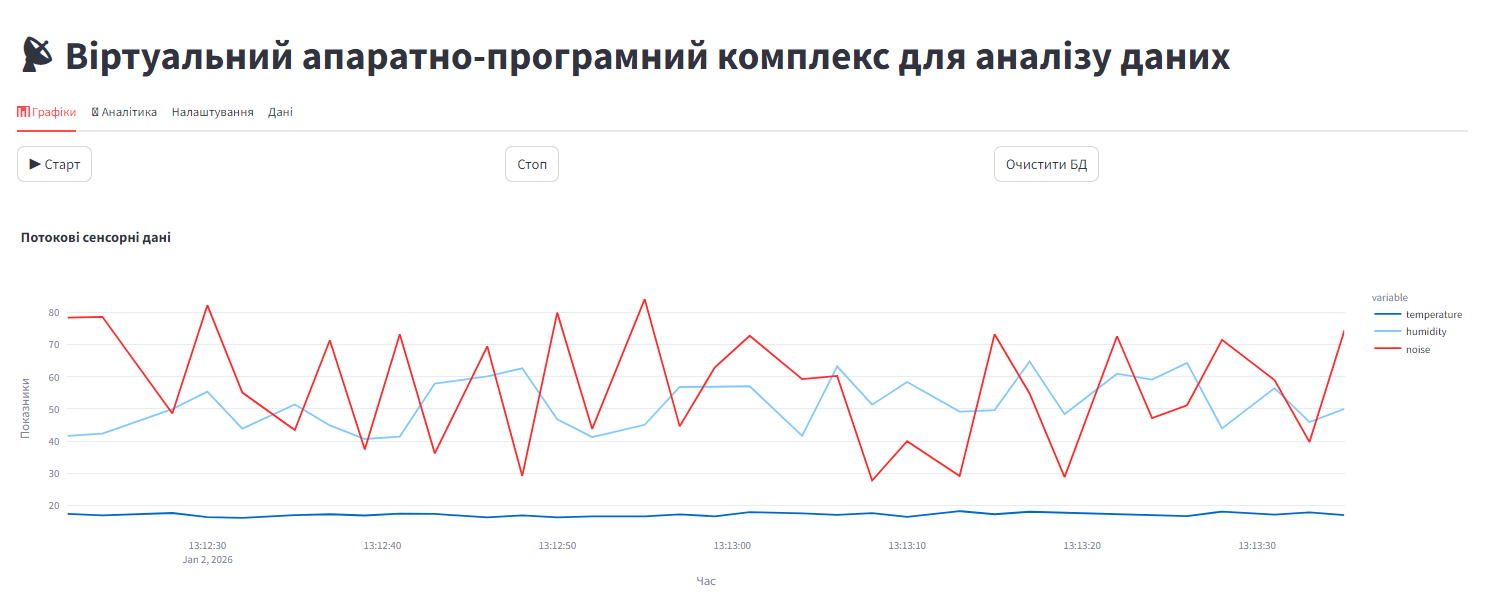 Віртуальний апаратно-програмний комплекс для аналізу даних
Графіки Аналітика Налаштування Дані
▶ Старт Стоп Очистити БД
Потокові сенсорні дані
variable
temperature
humidity
noise
Показники
80
70
60
50
40
30
20
13:12:30 13:12:40 13:12:50 13:13:00 13:13:10 13:13:20 13:13:30
Jan 2, 2026
Час